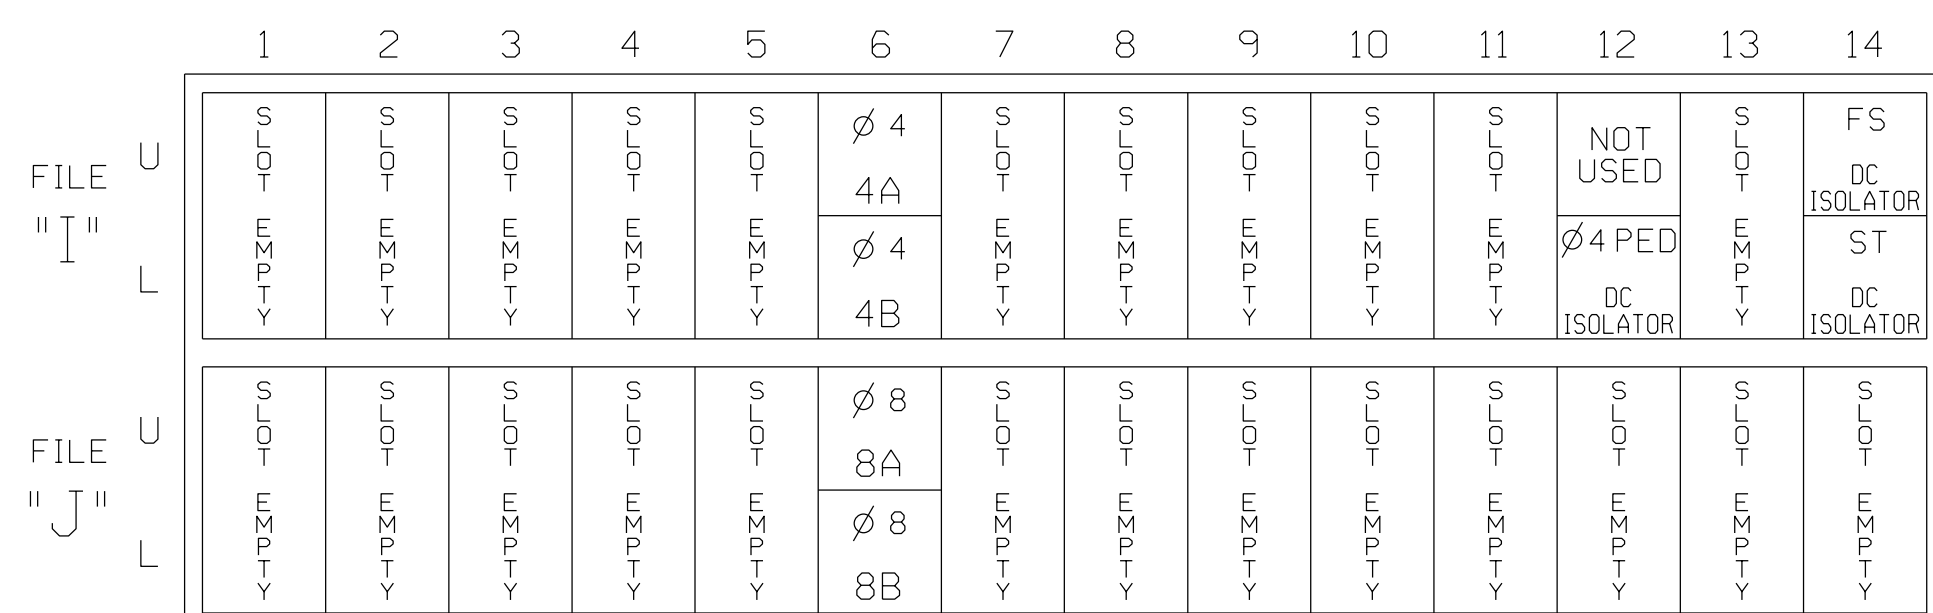 1 2 3 4 5 6 7 8 9 10 11 12 13 14
FILE "I"
U
L
SLOT EMPTY
SLOT EMPTY
SLOT EMPTY
SLOT EMPTY
SLOT EMPTY
Ø 4
4A
Ø 4
4B
SLOT EMPTY
SLOT EMPTY
SLOT EMPTY
SLOT EMPTY
SLOT EMPTY
NOT
USED
Ø4 PED
DC
ISOLATOR
SLOT EMPTY
FS
DC
ISOLATOR
ST
DC
ISOLATOR
FILE "J"
U
L
SLOT EMPTY
SLOT EMPTY
SLOT EMPTY
SLOT EMPTY
SLOT EMPTY
Ø 8
8A
Ø 8
8B
SLOT EMPTY
SLOT EMPTY
SLOT EMPTY
SLOT EMPTY
SLOT EMPTY
SLOT EMPTY
SLOT EMPTY
SLOT EMPTY